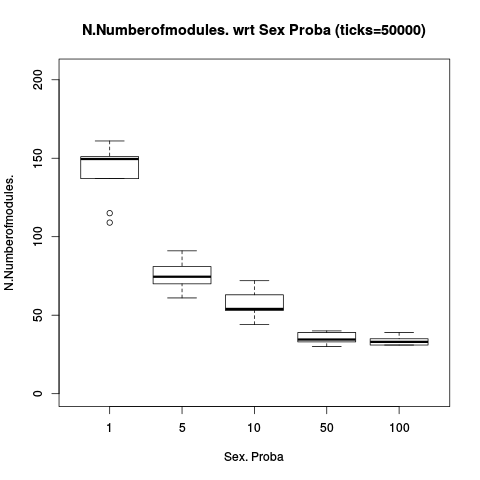 N.Numberofmodules. wrt Sex Proba (ticks=50000)
N.Numberofmodules.
200
150
100
50
0
1 5 10 50 100
Sex. Proba